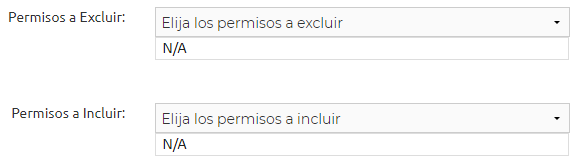 Permisos a Excluir:
Elija los permisos a excluir
N/A
Permisos a Incluir:
Elija los permisos a incluir
N/A